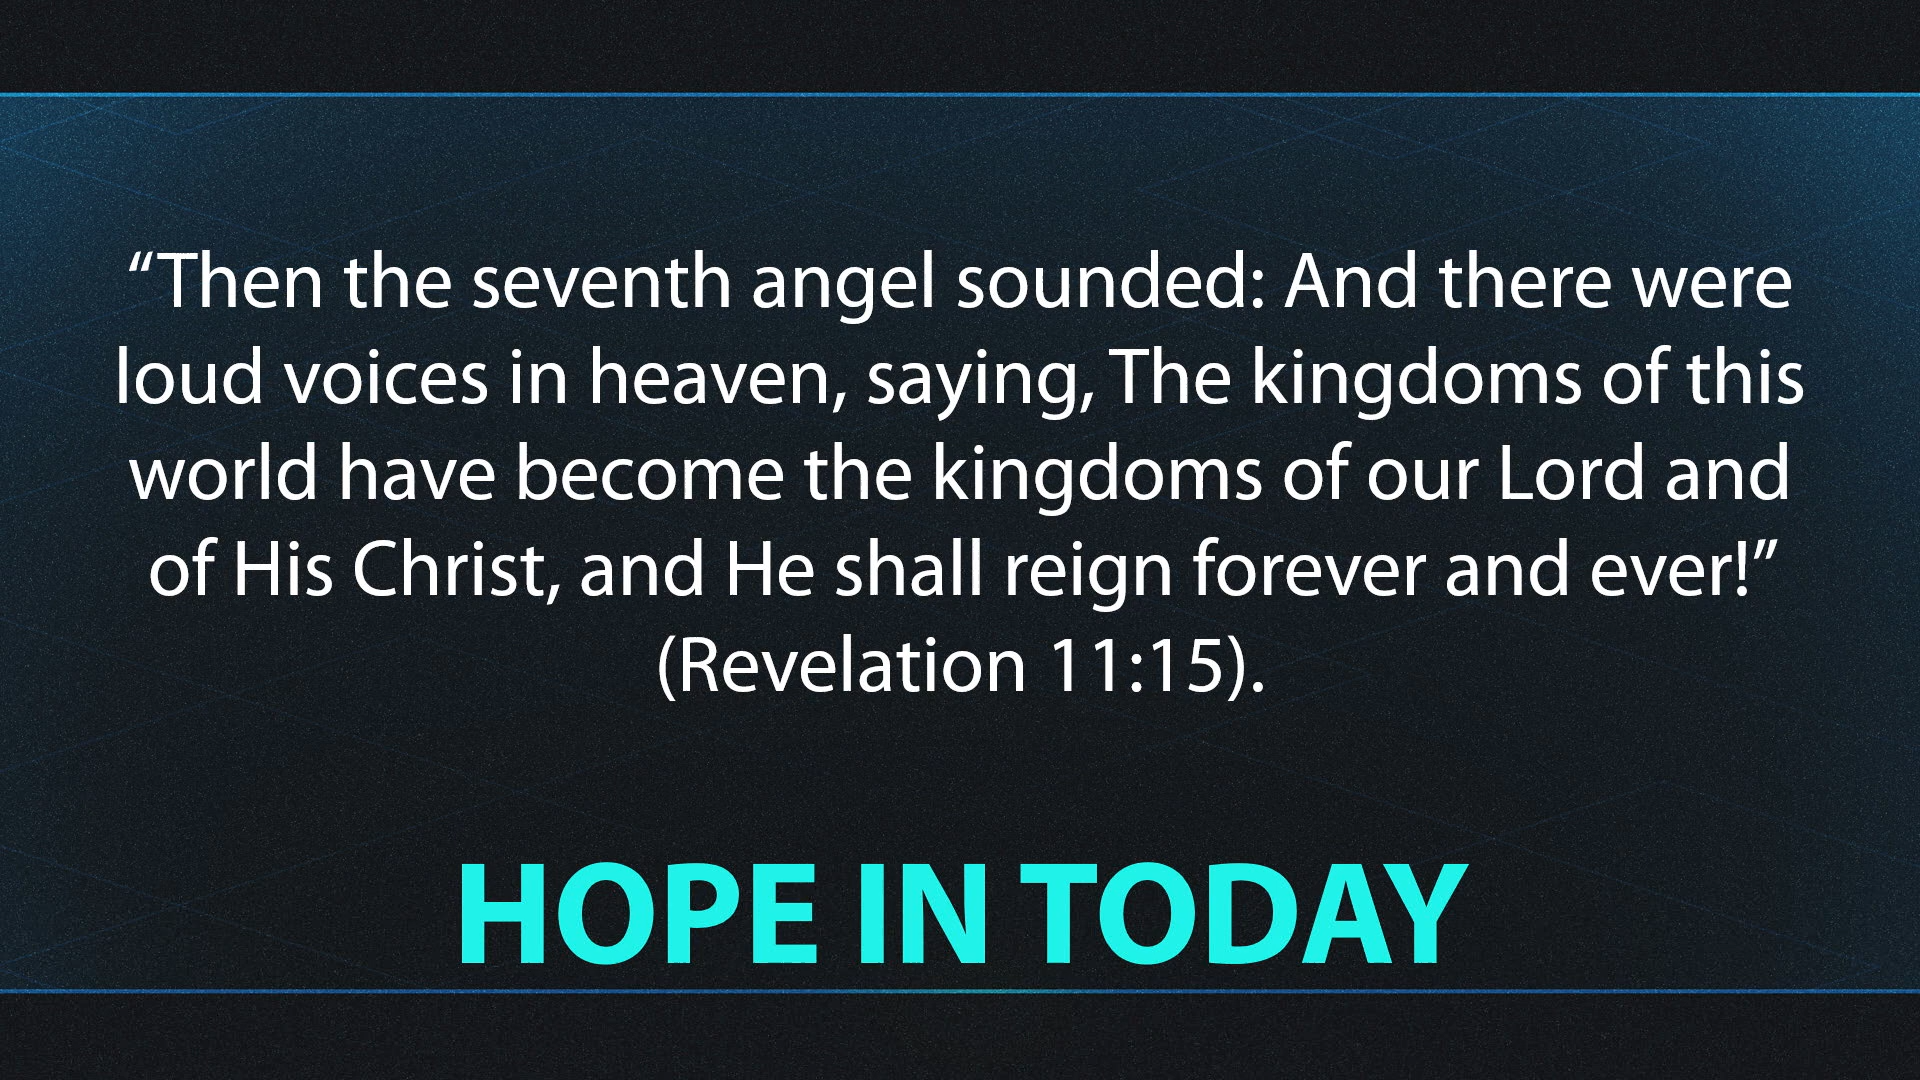 “Then the seventh angel sounded: And there were
loud voices in heaven, saying, The kingdoms of this
world have become the kingdoms of our Lord and
of His Christ, and He shall reign forever and ever!”
(Revelation 11:15).
HOPE IN TODAY